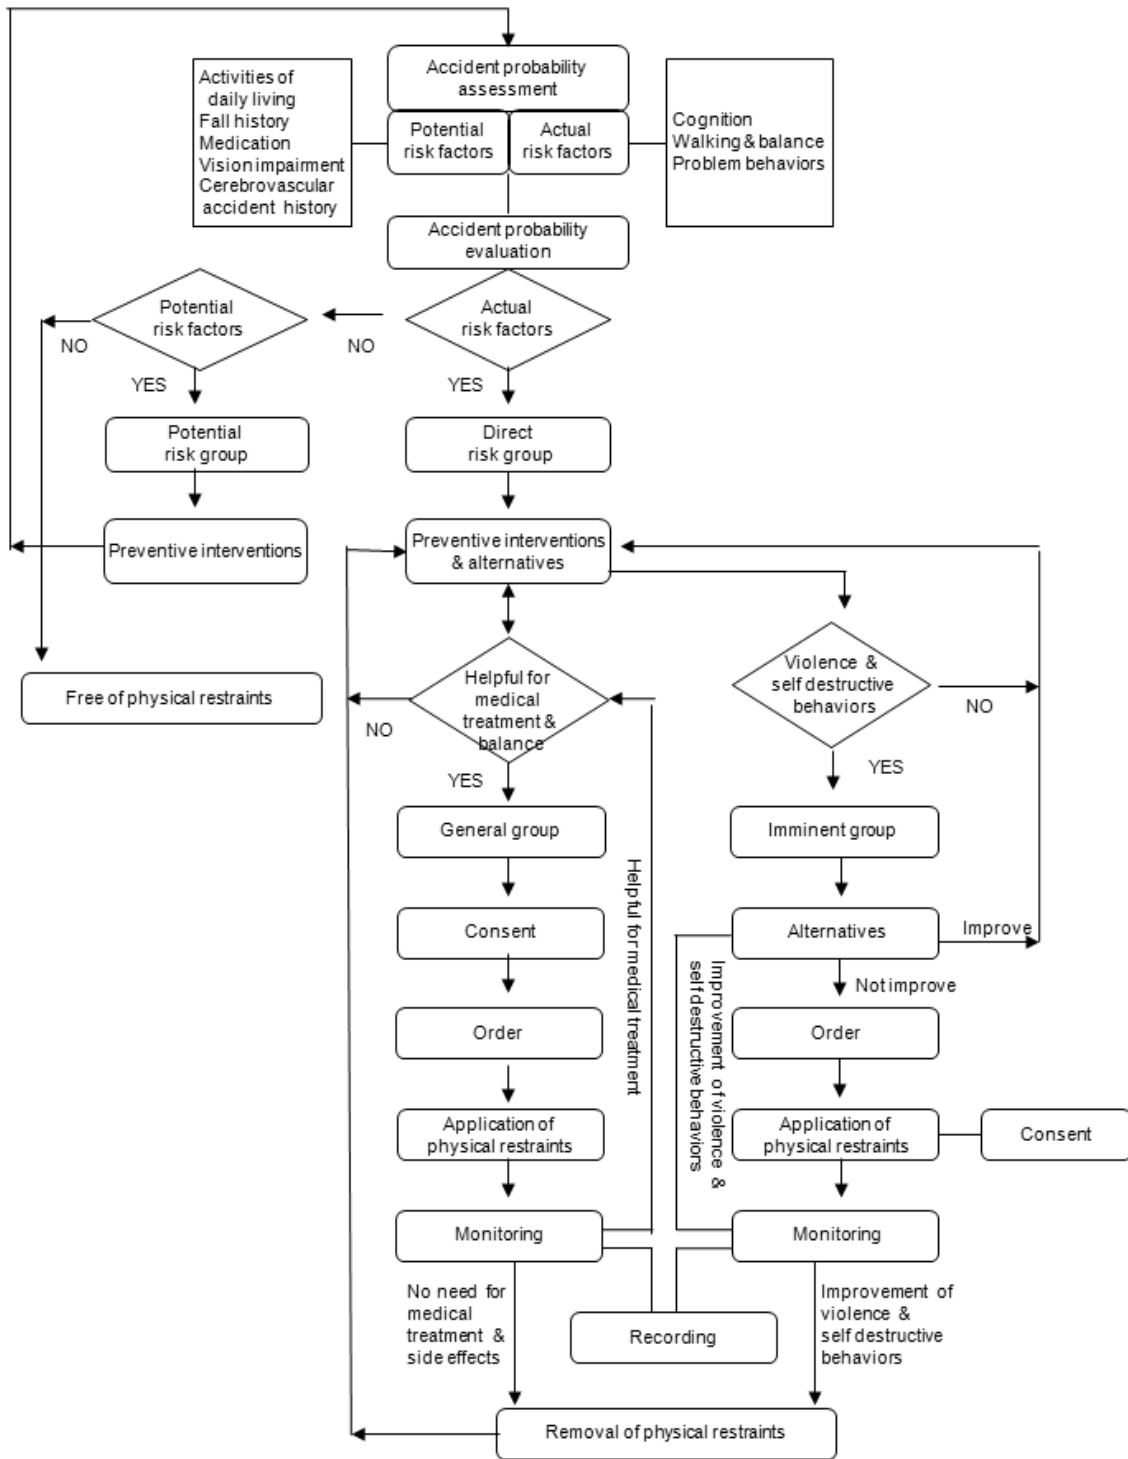 Accident probability
assessment
Activities of
daily living
Fall history
Medication
Vision impairment
Cerebrovascular
accident history
Potential
risk factors
Actual
risk factors
Cognition
Walking & balance
Problem behaviors
Accident probability
evaluation
Potential
risk factors
Actual
risk factors
NO
NO
YES
YES
Potential
risk group
Direct
risk group
Preventive interventions
Preventive interventions
& alternatives
Free of physical restraints
Helpful for
medical
treatment &
balance
Violence &
self destructive
behaviors
NO
NO
YES
YES
General group
Imminent group
Helpful for medical treatment
Consent
Alternatives
Improve
Improvement of violence &
self destructive behaviors
Not improve
Order
Order
Application of
physical restraints
Application of
physical restraints
Consent
Monitoring
Monitoring
No need for
medical
treatment &
side effects
Improvement of
violence &
self destructive
behaviors
Recording
Removal of physical restraints